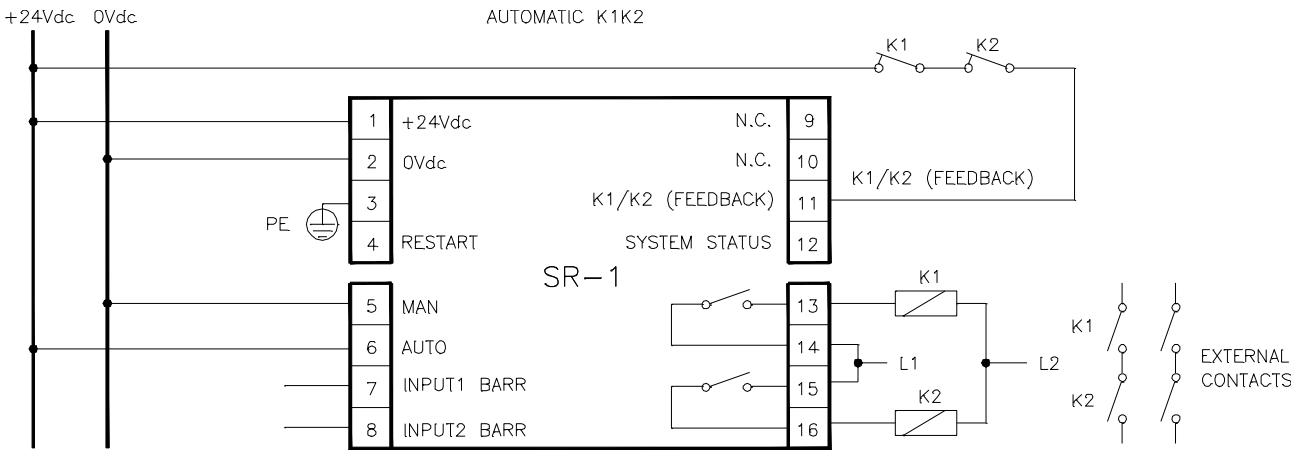 +24Vdc 0Vdc AUTOMATIC K1K2
K1 K2
1 +24Vdc N.C. 9
2 0Vdc N.C. 10
K1/K2 (FEEDBACK)
3 K1/K2 (FEEDBACK) 11
PE
4 RESTART SYSTEM STATUS 12
SR-1
K1
5 MAN 13
K1
6 AUTO 14
L1 L2
EXTERNAL
CONTACTS
7 INPUT1 BARR 15
K2
K2
8 INPUT2 BARR 16